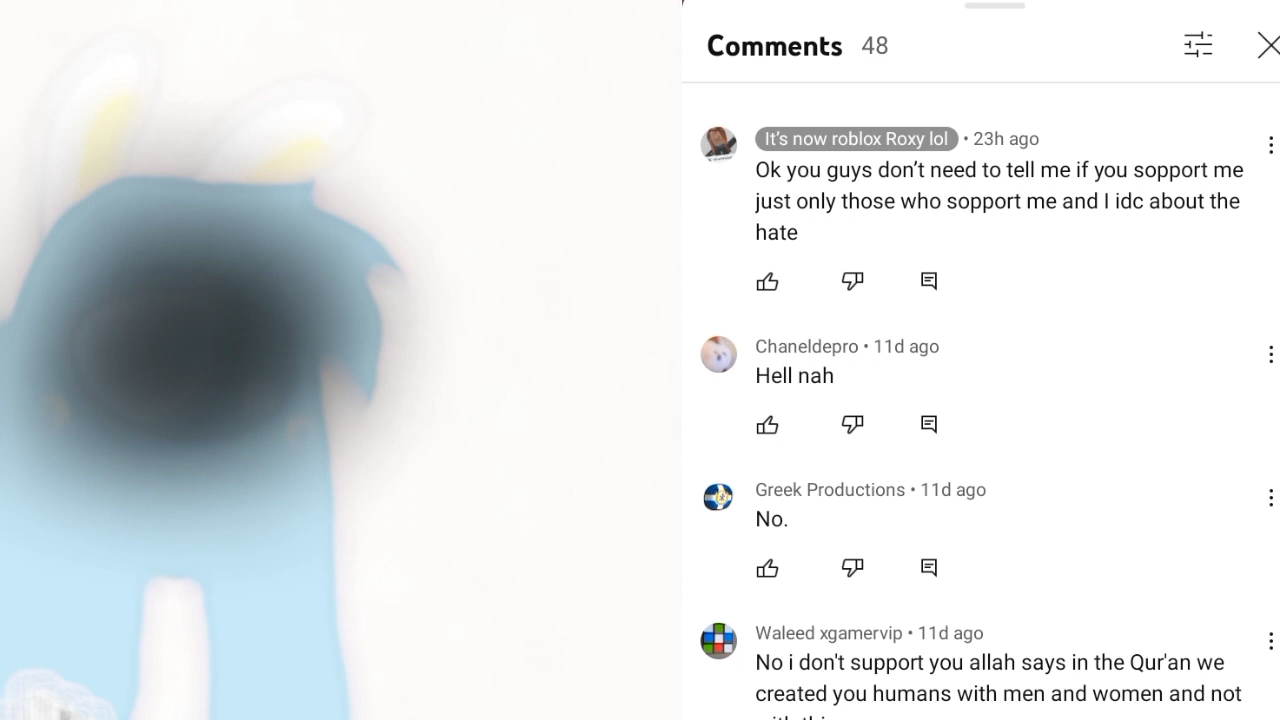 Comments 48
It's now roblox Roxy lol • 23h ago
Ok you guys don't need to tell me if you sopport me
just only those who sopport me and I idc about the
hate
Chaneldepro • 11d ago
Hell nah
Greek Productions • 11d ago
No.
Waleed xgamervip • 11d ago
No i don't support you allah says in the Qur'an we
created you humans with men and women and not